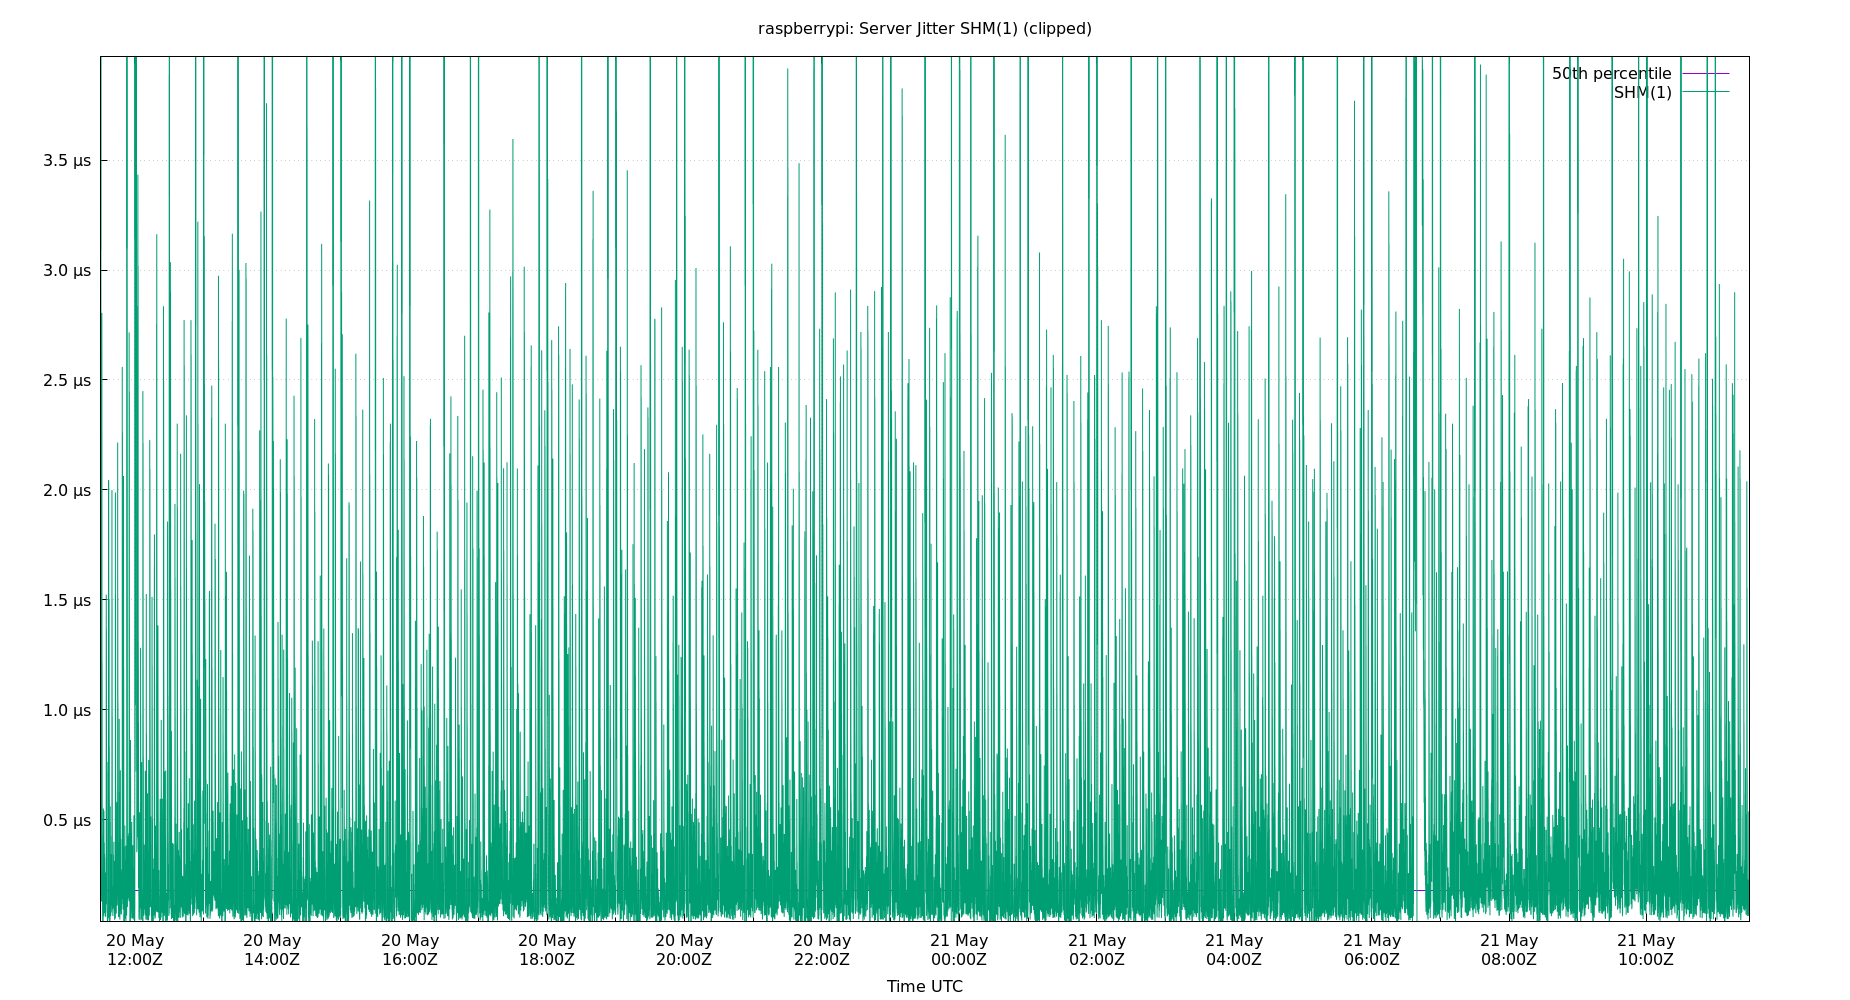 raspberrypi: Server Jitter SHM(1) (clipped)
50th percentile
SHM(1)
3.5 µs
3.0 µs
2.5 µs
2.0 µs
1.5 µs
1.0 µs
0.5 µs
20 May 20 May 20 May 20 May 20 May 20 May 21 May 21 May 21 May 21 May 21 May 21 May
12:00Z 14:00Z 16:00Z 18:00Z 20:00Z 22:00Z 00:00Z 02:00Z 04:00Z 06:00Z 08:00Z 10:00Z
Time UTC